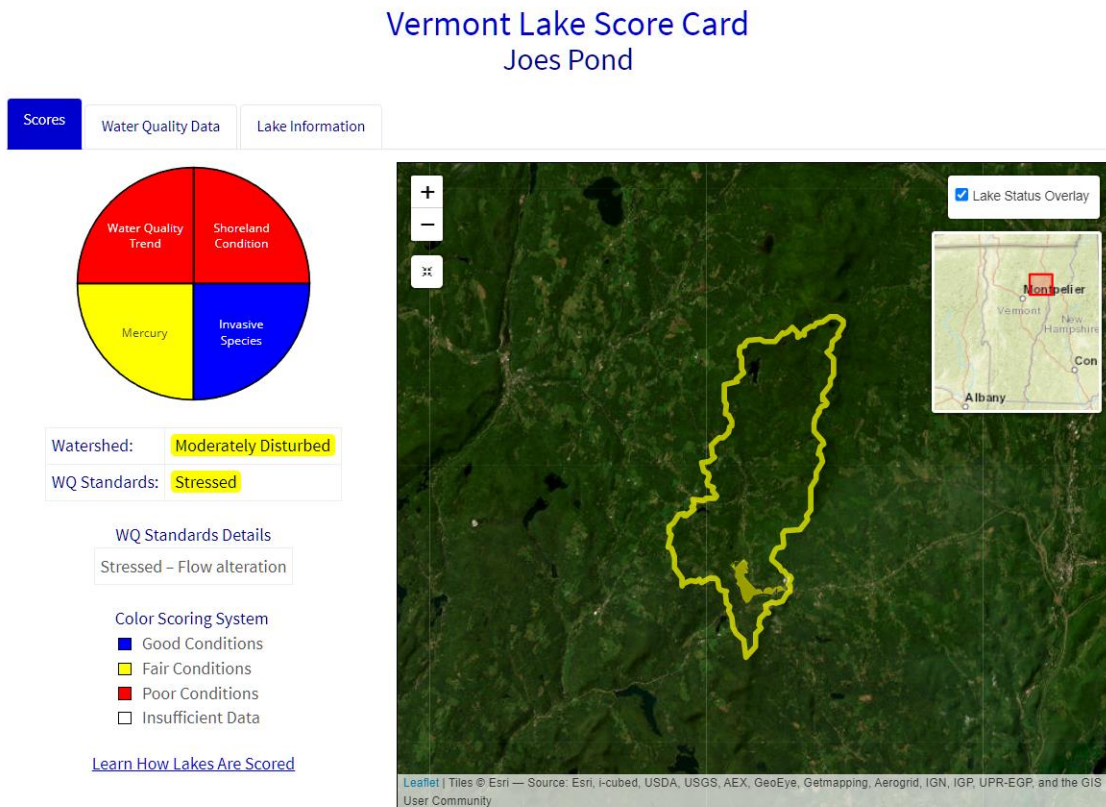 Vermont Lake Score Card
Joes Pond
Scores
Water Quality Data
Lake Information
Water Quality
Trend
Shoreland
Condition
Mercury
Invasive
Species
Watershed: Moderately Disturbed
WQ Standards: Stressed
WQ Standards Details
Stressed – Flow alteration
Color Scoring System
Good Conditions
Fair Conditions
Poor Conditions
Insufficient Data
Learn How Lakes Are Scored
+
−
Lake Status Overlay
Montpelier
Vermont
New
Hampshire
Con
Albany
Leaflet | Tiles © Esri — Source: Esri, i-cubed, USDA, USGS, AEX, GeoEye, Getmapping, Aerogrid, IGN, IGP, UPR-EGP, and the GIS
User Community